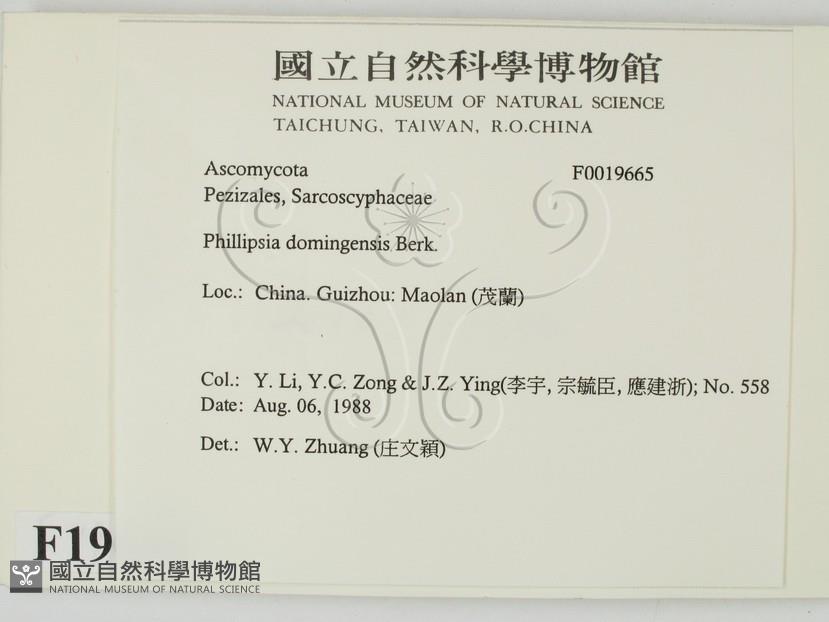 國立自然科學博物館
NATIONAL MUSEUM OF NATURAL SCIENCE
TAICHUNG, TAIWAN, R.O.CHINA
Ascomycota F0019665
Pezizales, Sarcoscyphaceae
Phillipsia domingensis Berk.
Loc.: China. Guizhou: Maolan (茂蘭)
Col.: Y. Li, Y.C. Zong & J.Z. Ying(李宇, 宗毓臣, 應建浙); No. 558
Date: Aug. 06, 1988
Det.: W.Y. Zhuang (庄文穎)
F19
國立自然科學博物館
NATIONAL MUSEUM OF NATURAL SCIENCE